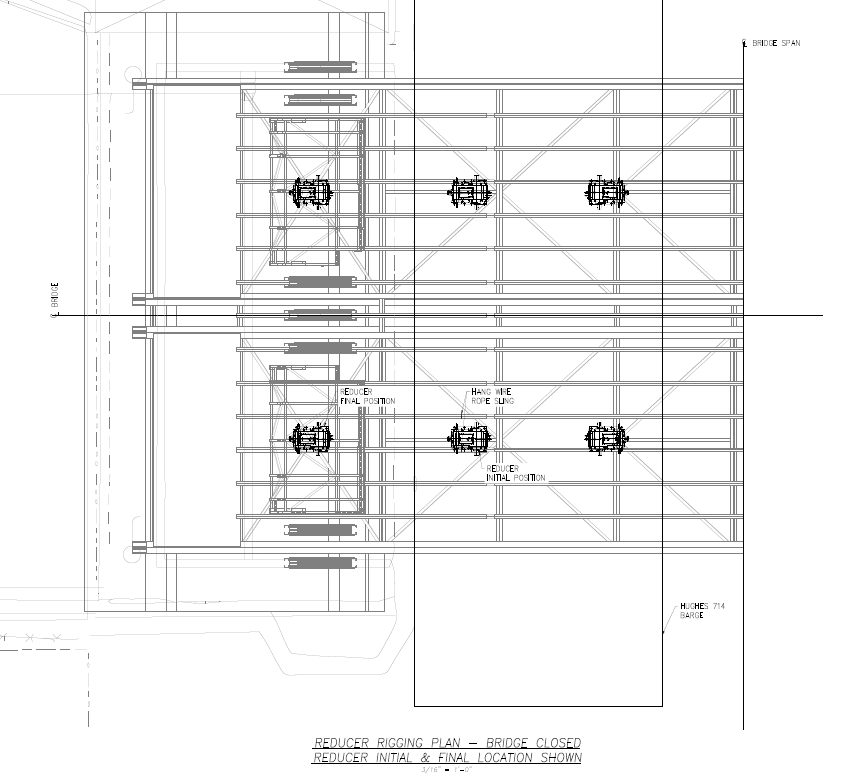 ℄ BRIDGE SPAN
℄ BRIDGE
REDUCER
FINAL POSITION
HANG WIRE
ROPE SLING
REDUCER
INITIAL POSITION
HUGHES 714
BARGE
REDUCER RIGGING PLAN – BRIDGE CLOSED
REDUCER INITIAL & FINAL LOCATION SHOWN
3/16" = 1'-0"